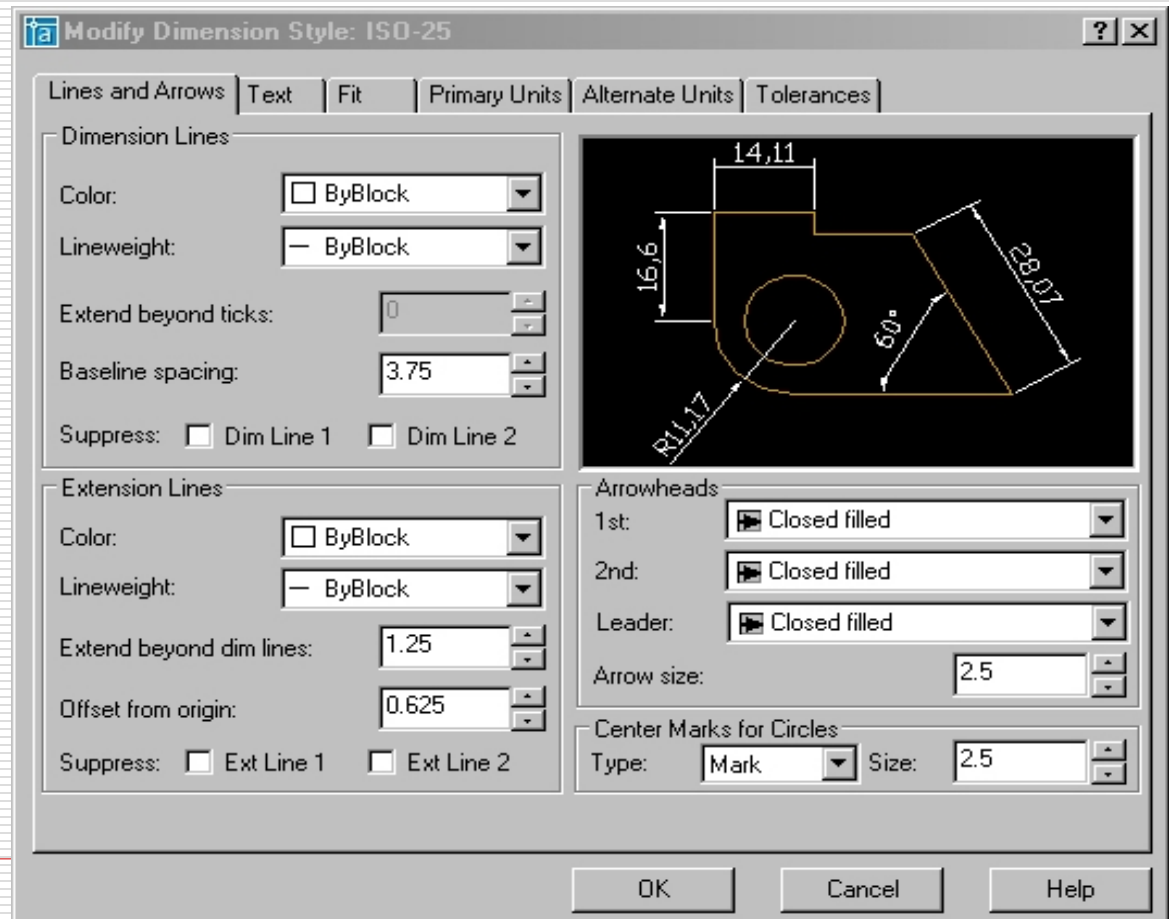 Modify Dimension Style: ISO-25
Lines and Arrows Text Fit Primary Units Alternate Units Tolerances
Dimension Lines
Color: ByBlock
Lineweight: ByBlock
Extend beyond ticks: 0
Baseline spacing: 3.75
Suppress: Dim Line 1 Dim Line 2
14,11
16,6
28,07
60°
R11,17
Extension Lines
Color: ByBlock
Lineweight: ByBlock
Extend beyond dim lines: 1.25
Offset from origin: 0.625
Suppress: Ext Line 1 Ext Line 2
Arrowheads
1st: Closed filled
2nd: Closed filled
Leader: Closed filled
Arrow size: 2.5
Center Marks for Circles
Type: Mark Size: 2.5
OK Cancel Help